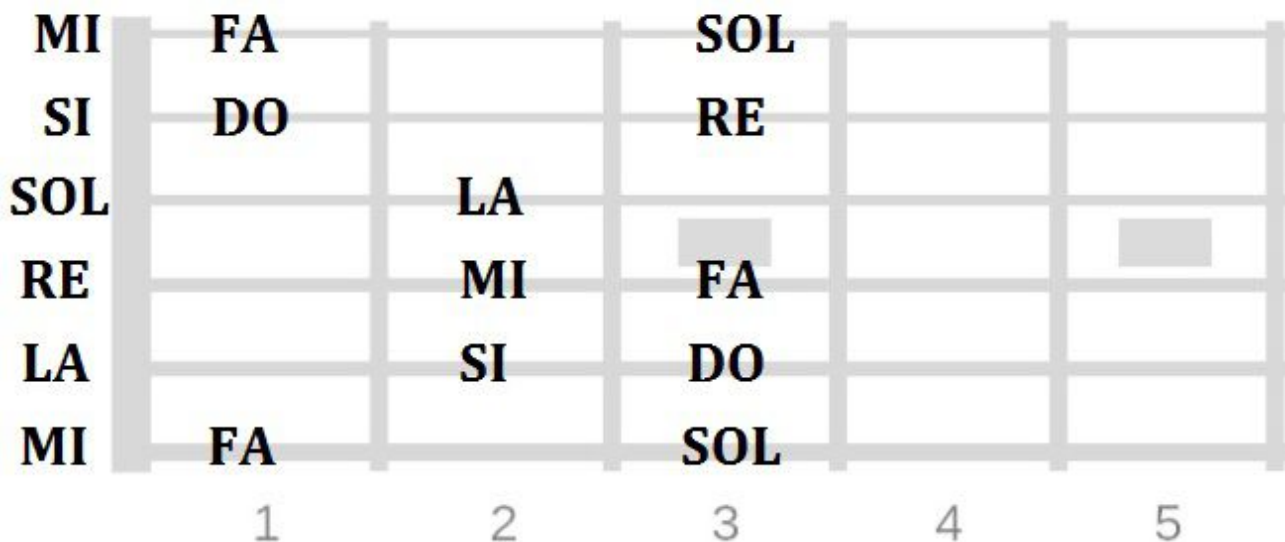 MI FA SOL
SI DO RE
SOL LA
RE MI FA
LA SI DO
MI FA SOL
1 2 3 4 5